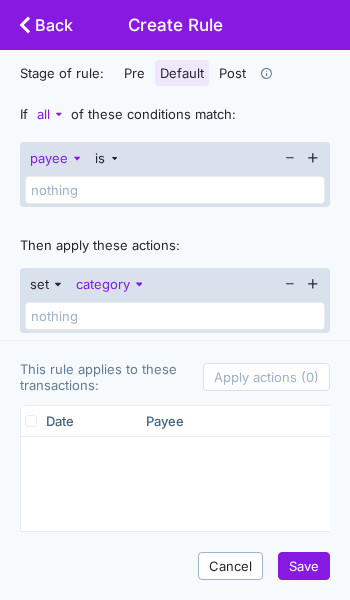 Back Create Rule
Stage of rule: Pre Default Post
If all of these conditions match:
payee is
nothing
Then apply these actions:
set category
nothing
This rule applies to these
transactions:
Apply actions (0)
Date Payee
Cancel Save